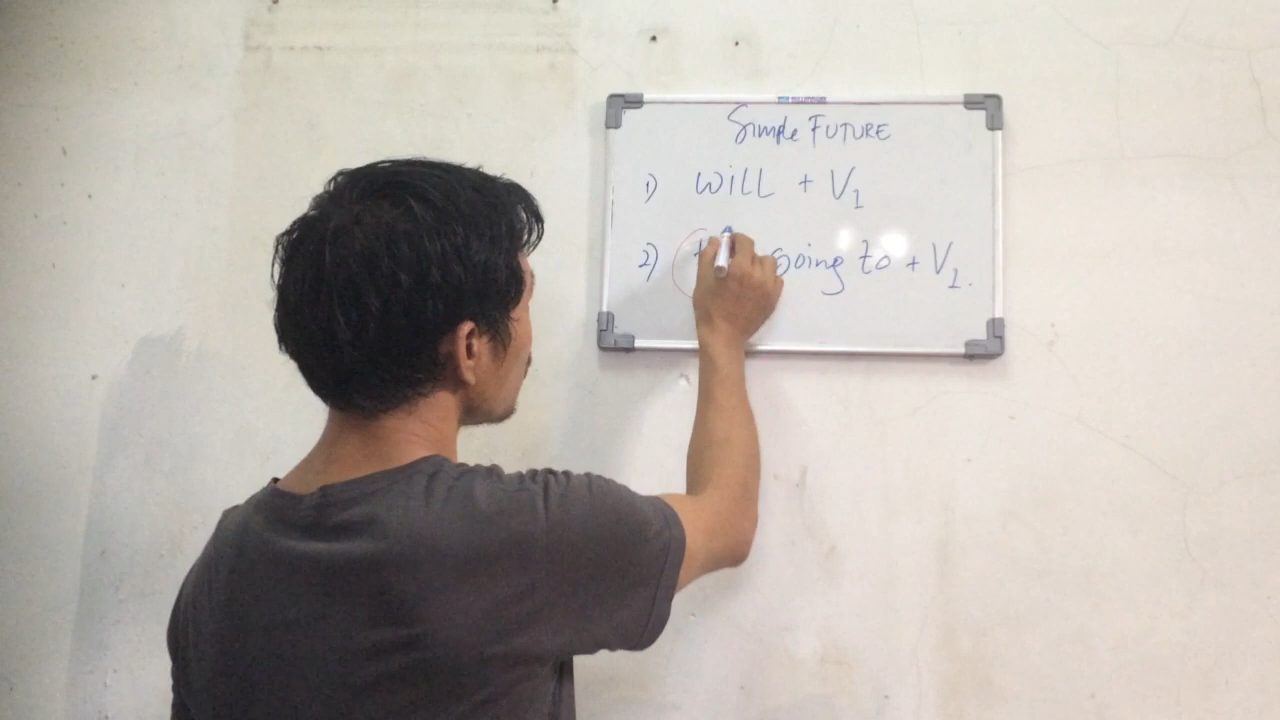 Simple FUTURE
1) WiLL + V1
2) going to + V1.